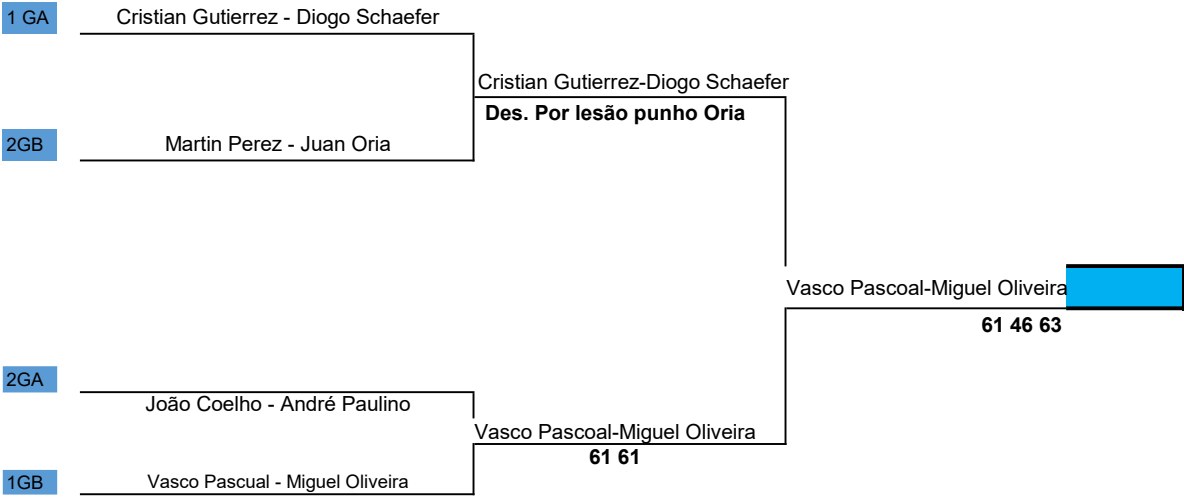 1 GA
Cristian Gutierrez - Diogo Schaefer
Cristian Gutierrez-Diogo Schaefer
Des. Por lesão punho Oria
2GB
Martin Perez - Juan Oria
Vasco Pascoal-Miguel Oliveira
61 46 63
2GA
João Coelho - André Paulino
Vasco Pascoal-Miguel Oliveira
61 61
1GB
Vasco Pascual - Miguel Oliveira